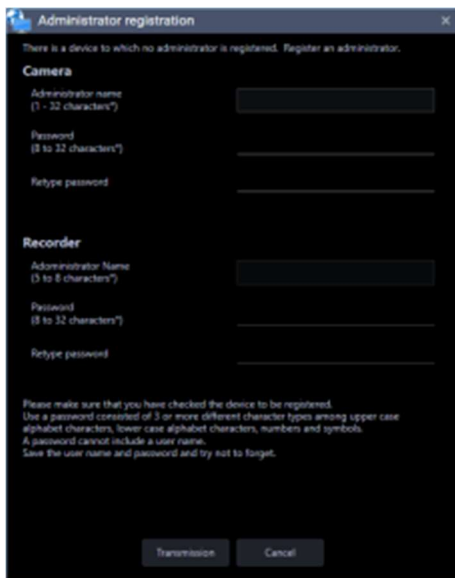 Administrator registration
There is a device to which no administrator is registered. Register an administrator.
Camera
Administrator name
(1 - 32 characters*)
Password
(8 to 32 characters*)
Retype password
Recorder
Adoministrator Name
(5 to 8 characters*)
Password
(8 to 32 characters*)
Retype password
Please make sure that you have checked the device to be registered.
Use a password consisted of 3 or more different character types among upper case
alphabet characters, lower case alphabet characters, numbers and symbols.
A password cannot include a user name.
Save the user name and password and try not to forget.
Transmission Cancel